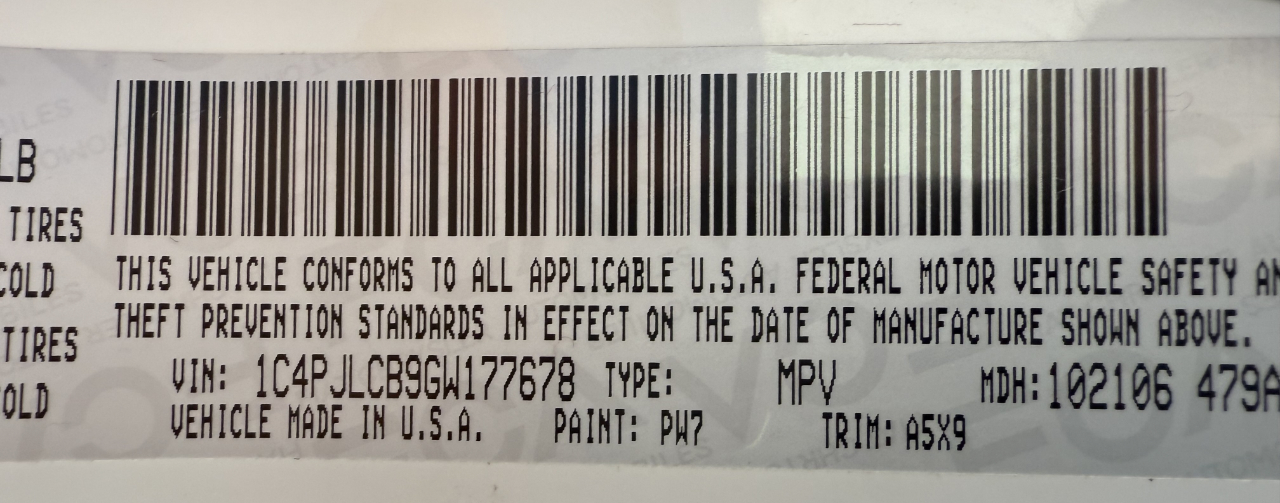 LB
TIRES
COLD
TIRES
OLD
THIS VEHICLE CONFORMS TO ALL APPLICABLE U.S.A. FEDERAL MOTOR VEHICLE SAFETY AN
THEFT PREVENTION STANDARDS IN EFFECT ON THE DATE OF MANUFACTURE SHOWN ABOVE.
VIN: 1C4PJLCB9GW177678 TYPE: MPV MDH: 102106 479A
VEHICLE MADE IN U.S.A. PAINT: PW7 TRIM: A5X9